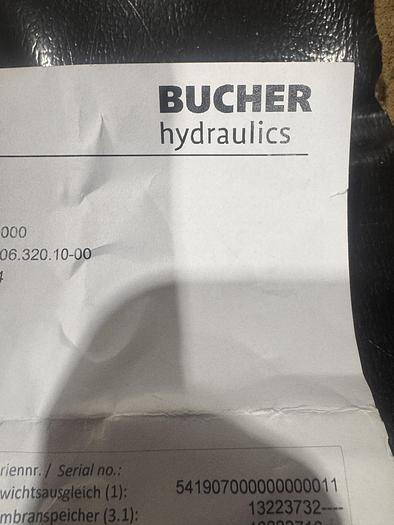 BUCHER
hydraulics
000
06.320.10-00
4
riennr. / Serial no.:
wichtsausgleich (1): 541907000000000011
mbranspeicher (3.1): 13223732----